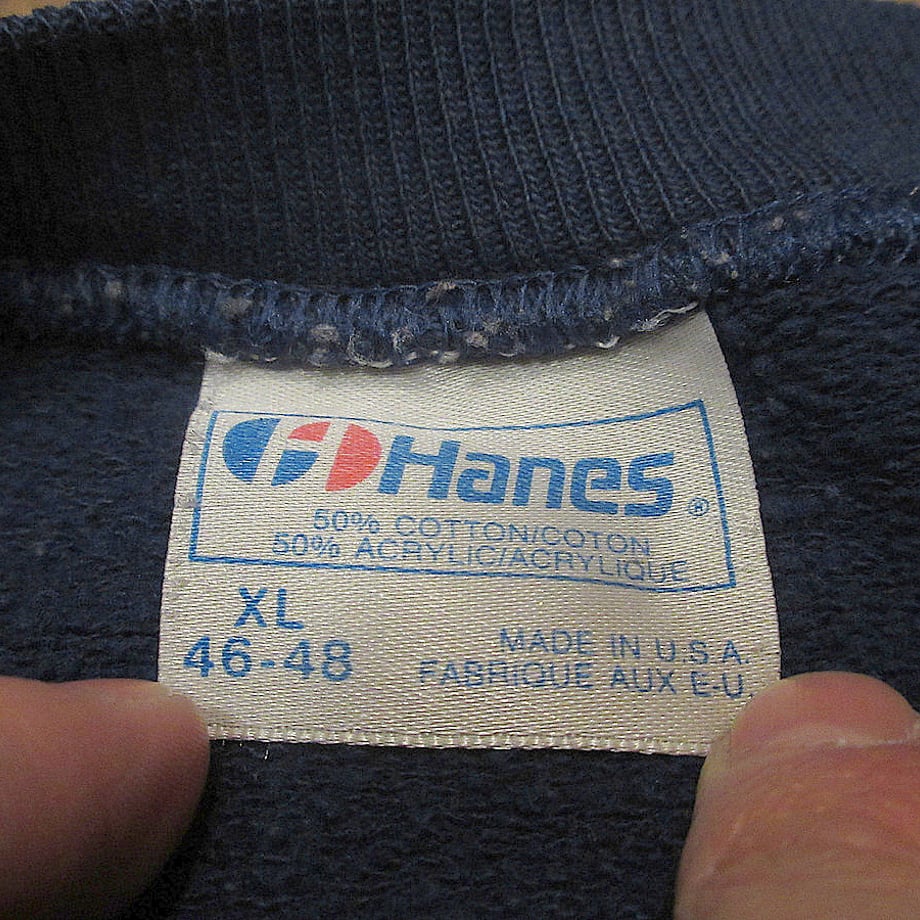 Hanes®
50% COTTON/COTON
50% ACRYLIC/ACRYLIQUE
XL
46-48
MADE IN U.S.A.
FABRIQUE AUX E-U.